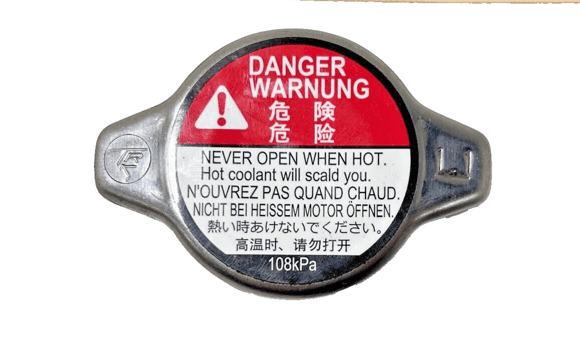 DANGER
WARNUNG
危 険
危 险
NEVER OPEN WHEN HOT.
Hot coolant will scald you.
N'OUVREZ PAS QUAND CHAUD.
NICHT BEI HEISSEM MOTOR ÖFFNEN.
熱い時あけないでください。
高温时、请勿打开
108kPa